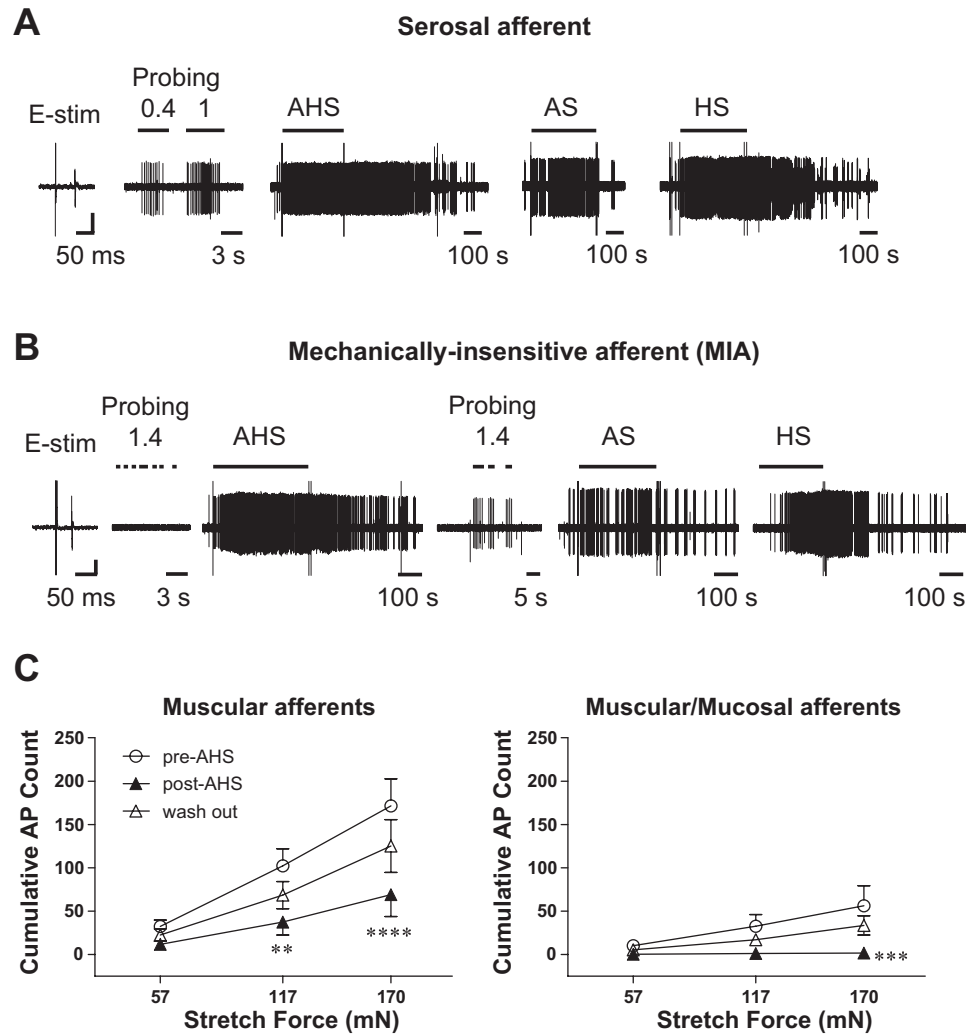 A
Serosal afferent
Probing
E-stim 0.4 1 AHS AS HS
50 ms 3 s 100 s 100 s 100 s
B
Mechanically-insensitive afferent (MIA)
Probing Probing
E-stim 1.4 AHS 1.4 AS HS
50 ms 3 s 100 s 5 s 100 s 100 s
C
Muscular afferents
Cumulative AP Count
250
200
150
100
50
0
pre-AHS
post-AHS
wash out
** ****
57 117 170
Stretch Force (mN)
Muscular/Mucosal afferents
Cumulative AP Count
250
200
150
100
50
0
***
57 117 170
Stretch Force (mN)